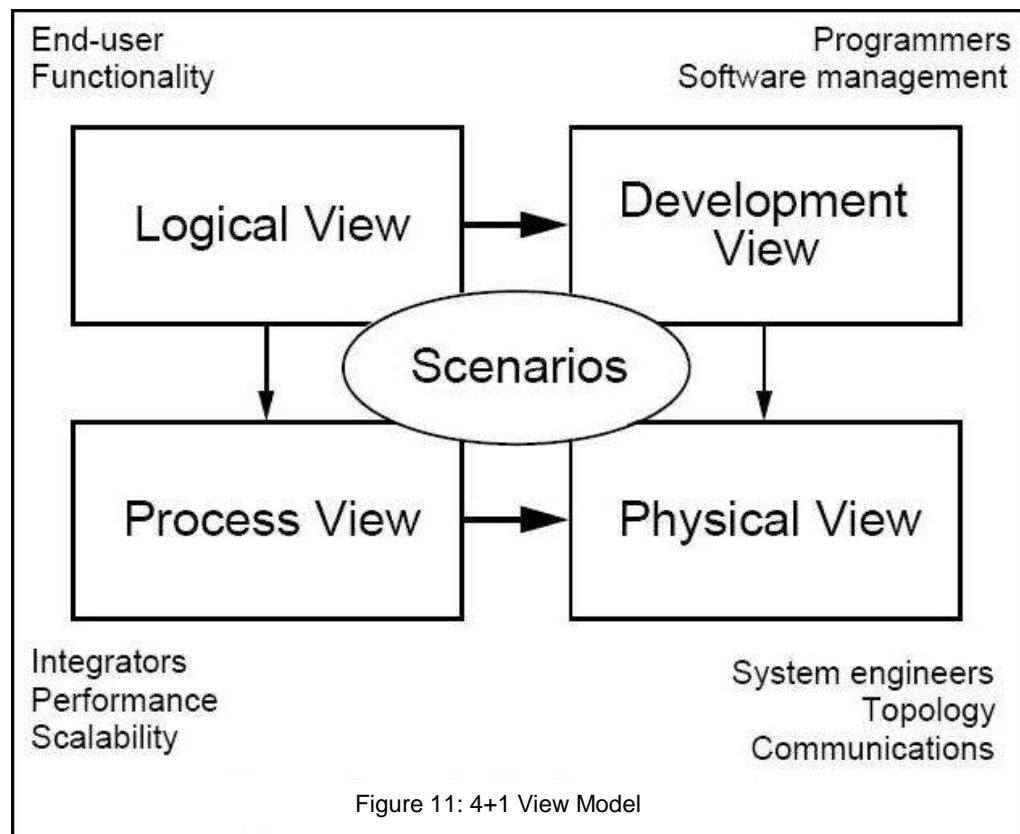 End-user
Functionality
Programmers
Software management
Logical View
Development
View
Scenarios
Process View
Physical View
Integrators
Performance
Scalability
System engineers
Topology
Communications
Figure 11: 4+1 View Model